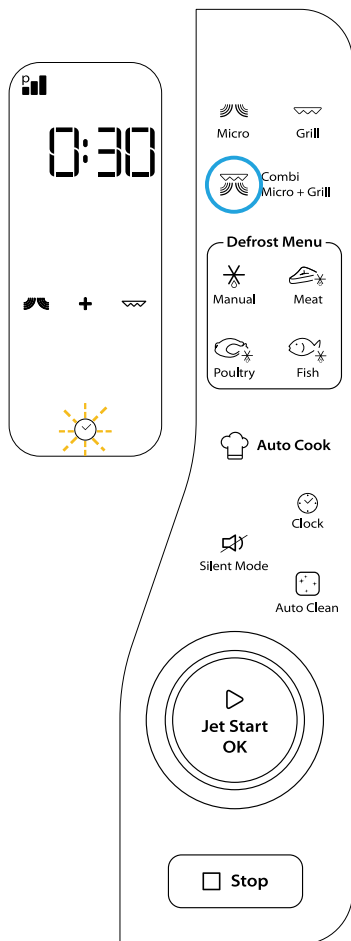 P
0:30
+
Micro Grill
Combi
Micro + Grill
Defrost Menu
Manual Meat
Poultry Fish
Auto Cook
Clock
Silent Mode
Auto Clean
Jet Start
OK
Stop